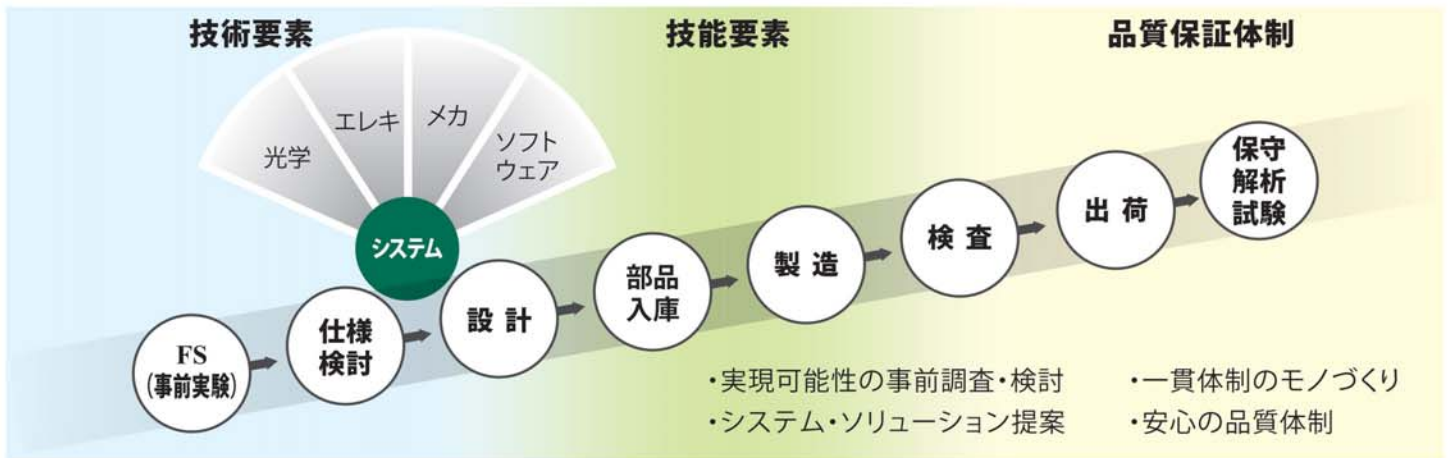 技術要素
技能要素
品質保証体制
光学
エレキ
メカ
ソフト
ウェア
システム
FS
(事前実験)
仕様
検討
設計
部品
入庫
製造
検査
出荷
保守
解析
試験
・実現可能性の事前調査・検討
・システム・ソリューション提案
・一貫体制のモノづくり
・安心の品質体制